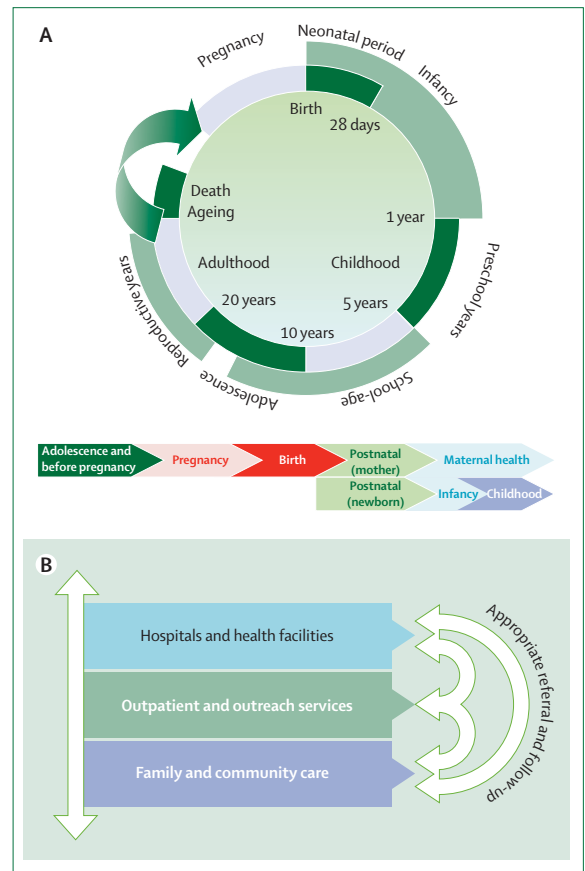 A
Pregnancy
Neonatal period
Infancy
Birth
28 days
Death
Ageing
1 year
Adulthood
Childhood
20 years
5 years
10 years
Preschool years
Reproductive years
Adolescence
School-age
Adolescence and
before pregnancy
Pregnancy
Birth
Postnatal
(mother)
Maternal health
Postnatal
(newborn)
Infancy
Childhood
B
Hospitals and health facilities
Outpatient and outreach services
Family and community care
Appropriate referral and follow-up